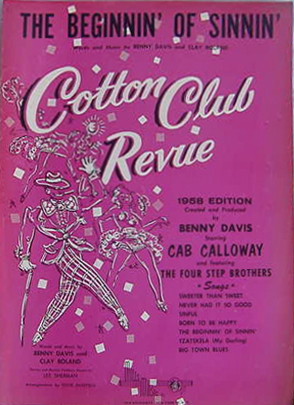 THE BEGINNIN' OF SINNIN'
Words and Music by BENNY DAVIS and CLAY BOLAND
Cotton Club
Revue
1958 EDITION
Created and Produced
by
BENNY DAVIS
Starring
CAB CALLOWAY
and featuring
THE FOUR STEP BROTHERS
Songs
SWEETER THAN SWEET
NEVER HAD IT SO GOOD
SINFUL
BORN TO BE HAPPY
THE BEGINNIN' OF SINNIN'
TZATSKELA (My Darling)
BIG TOWN BLUES
Words and Music by
BENNY DAVIS and
CLAY BOLAND
LEE SHERMAN